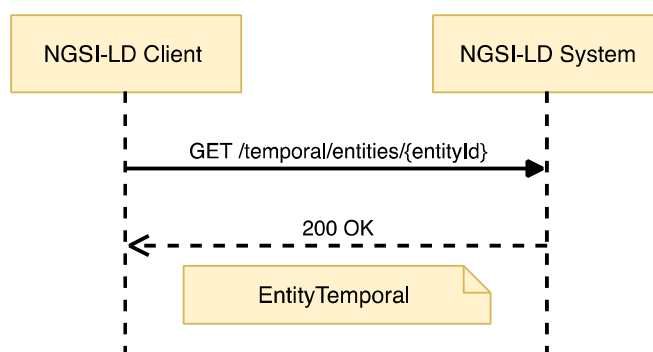 NGSI-LD Client
NGSI-LD System
GET /temporal/entities/{entityId}
200 OK
EntityTemporal